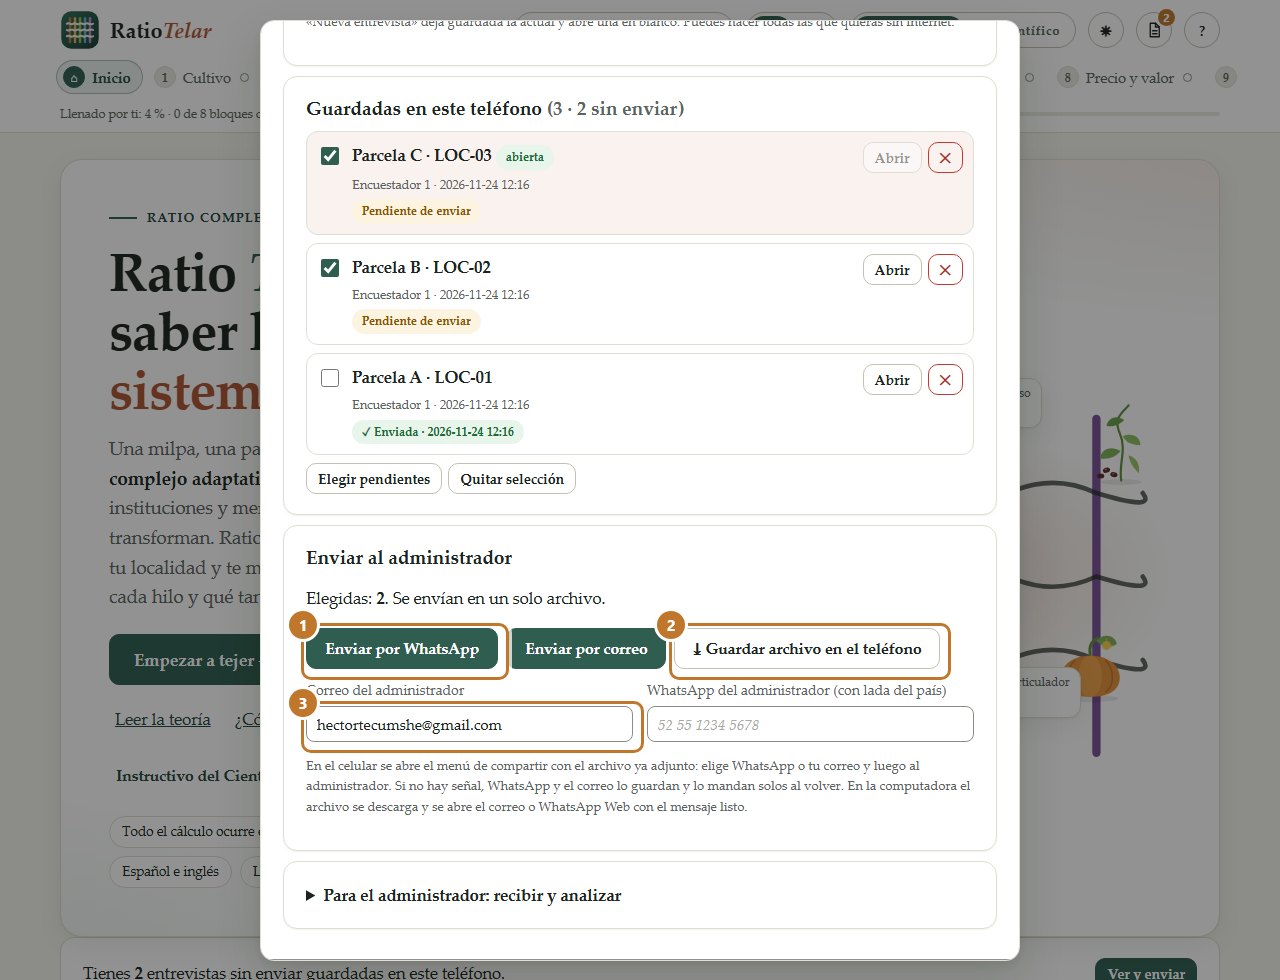 RatioTelar
ntífico
2
?
Inicio
1 Cultivo
8 Precio y valor
9
Llenado por ti: 4 % · 0 de 8 bloques
«Nueva entrevista» deja guardada la actual y abre una en blanco. Puedes hacer todas las que quieras sin internet.
Guardadas en este teléfono (3 · 2 sin enviar)
Parcela C · LOC-03 abierta
Abrir
Encuestador 1 · 2026-11-24 12:16
Pendiente de enviar
Parcela B · LOC-02
Abrir
Encuestador 1 · 2026-11-24 12:16
Pendiente de enviar
Parcela A · LOC-01
Abrir
Encuestador 1 · 2026-11-24 12:16
✓ Enviada · 2026-11-24 12:16
Elegir pendientes
Quitar selección
Enviar al administrador
Elegidas: 2. Se envían en un solo archivo.
1
Enviar por WhatsApp
Enviar por correo
2
⤓ Guardar archivo en el teléfono
Correo del administrador
WhatsApp del administrador (con lada del país)
3
hectortecumshe@gmail.com
52 55 1234 5678
En el celular se abre el menú de compartir con el archivo ya adjunto: elige WhatsApp o tu correo y luego al
administrador. Si no hay señal, WhatsApp y el correo lo guardan y lo mandan solos al volver. En la computadora el
archivo se descarga y se abre el correo o WhatsApp Web con el mensaje listo.
▶ Para el administrador: recibir y analizar
RATIO COMPLE
Ratio
saber
sistem
Una milpa, una pa
complejo adaptati
instituciones y me
transforman. Ratio
tu localidad y te m
cada hilo y qué tan
Empezar a tejer
Leer la teoría
¿Có
Instructivo del Cient
Todo el cálculo ocurre
Español e inglés
L
so
rticulador
Tienes 2 entrevistas sin enviar guardadas en este teléfono.
Ver y enviar